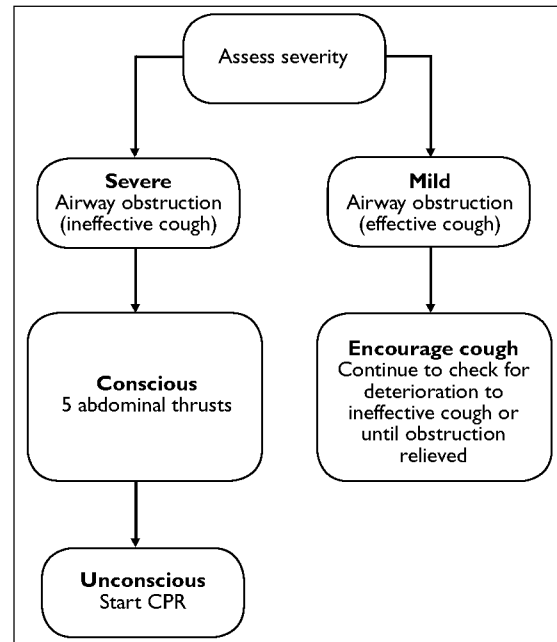 Assess severity
Severe
Airway obstruction
(ineffective cough)
Mild
Airway obstruction
(effective cough)
Conscious
5 abdominal thrusts
Encourage cough
Continue to check for
deterioration to
ineffective cough or
until obstruction
relieved
Unconscious
Start CPR